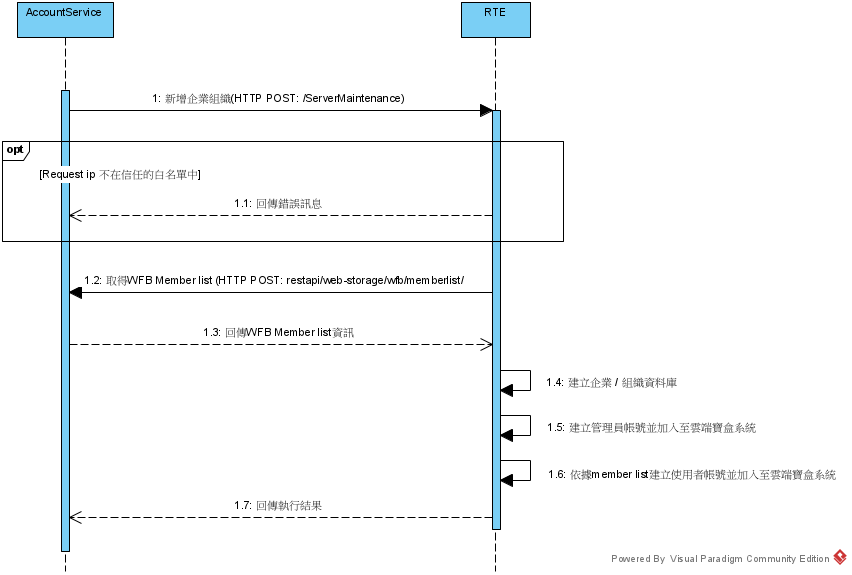 AccountService
RTE
1: 新增企業組織(HTTP POST: /ServerMaintenance)
opt
[Request ip 不在信任的白名單中]
1.1: 回傳錯誤訊息
1.2: 取得WFB Member list (HTTP POST: restapi/web-storage/wfb/memberlist/
1.3: 回傳WFB Member list資訊
1.4: 建立企業 / 組織資料庫
1.5: 建立管理員帳號並加入至雲端寶盒系統
1.6: 依據member list建立使用者帳號並加入至雲端寶盒系統
1.7: 回傳執行結果
Powered By Visual Paradigm Community Edition